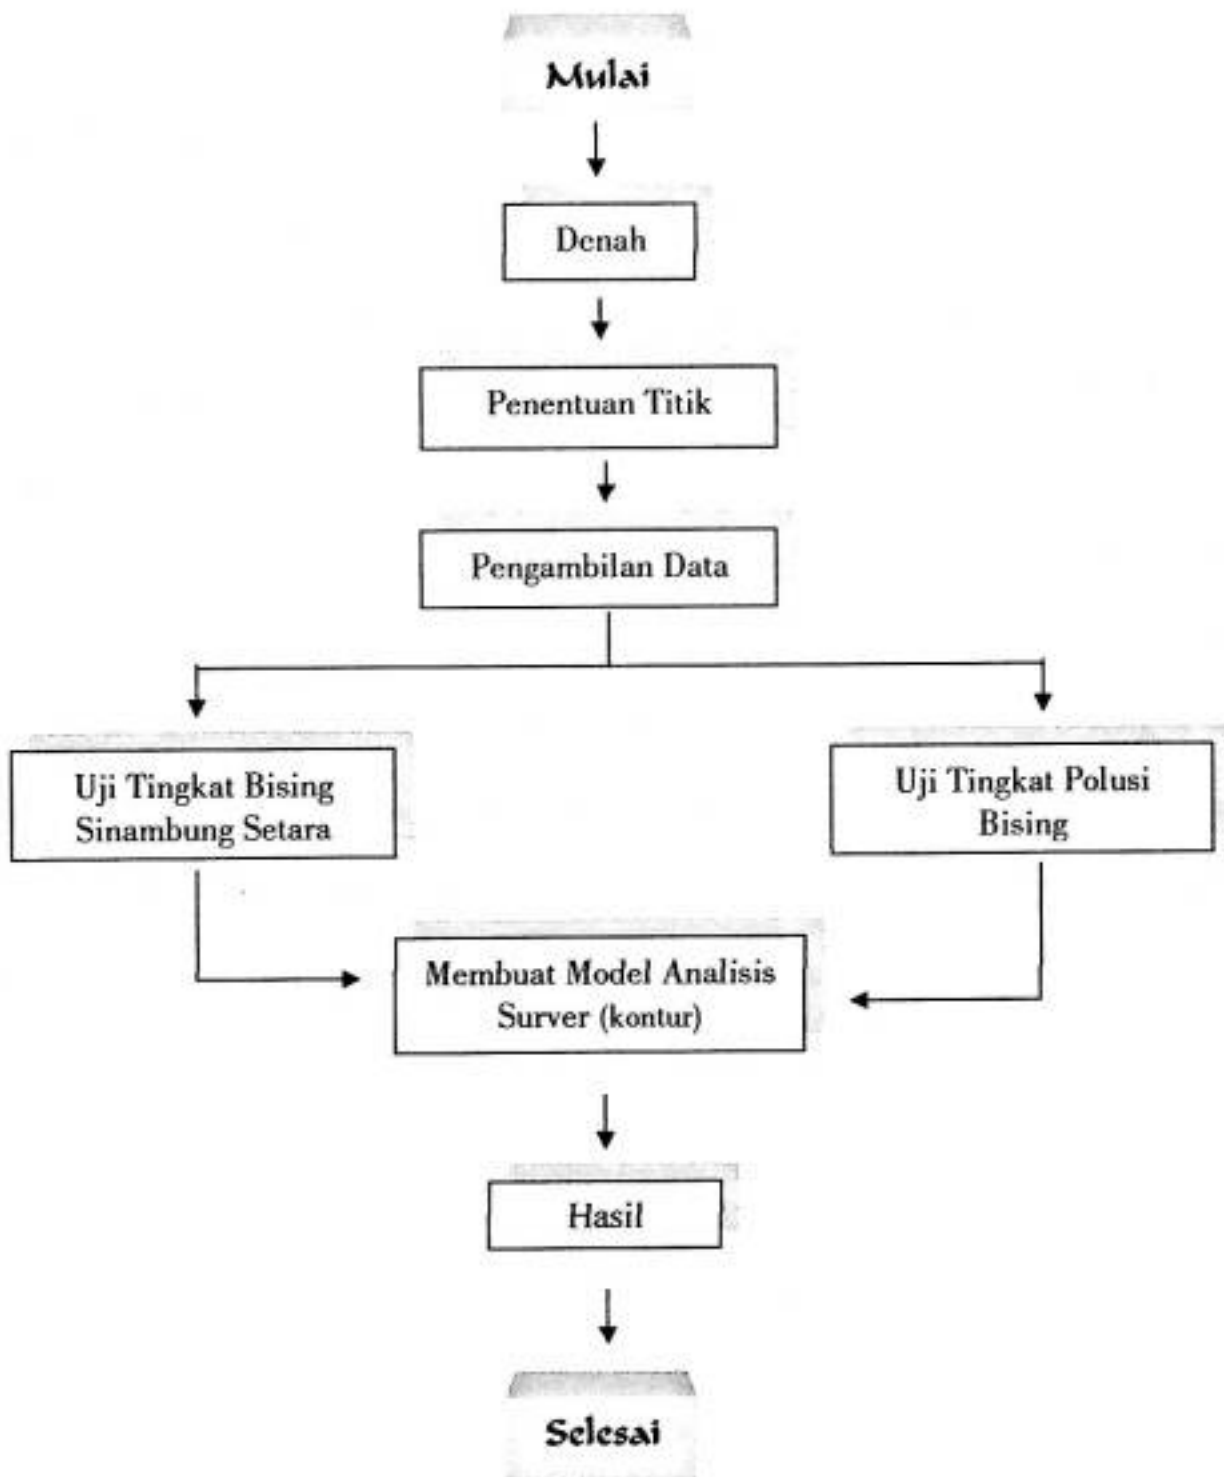 Mulai
Denah
Penentuan Titik
Pengambilan Data
Uji Tingkat Bising
Sinambung Setara
Uji Tingkat Polusi
Bising
Membuat Model Analisis
Surver (kontur)
Hasil
Selesai